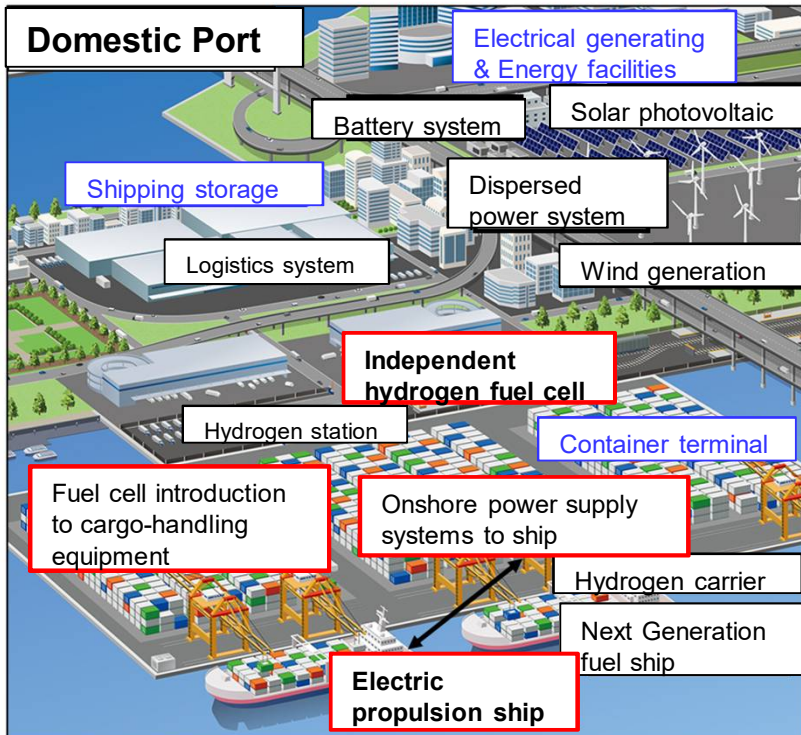 Domestic Port
Electrical generating
& Energy facilities
Solar photovoltaic
Battery system
Shipping storage
Dispersed
power system
Logistics system
Wind generation
Independent
hydrogen fuel cell
Hydrogen station
Container terminal
Fuel cell introduction
to cargo-handling
equipment
Onshore power supply
systems to ship
Hydrogen carrier
Next Generation
fuel ship
Electric
propulsion ship